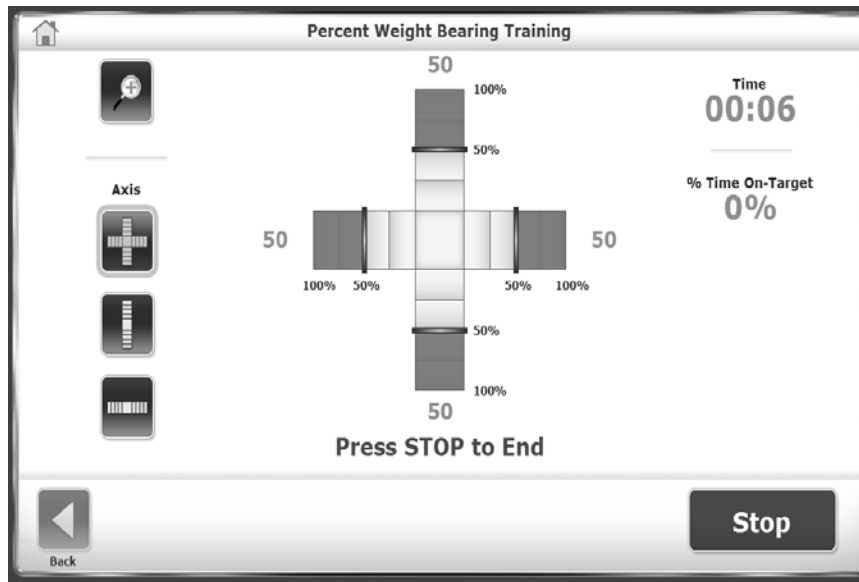 Percent Weight Bearing Training
50
100%
50%
Time
00:06
% Time On-Target
0%
Axis
50
50
100% 50%
50% 100%
50%
100%
50
Press STOP to End
Back
Stop